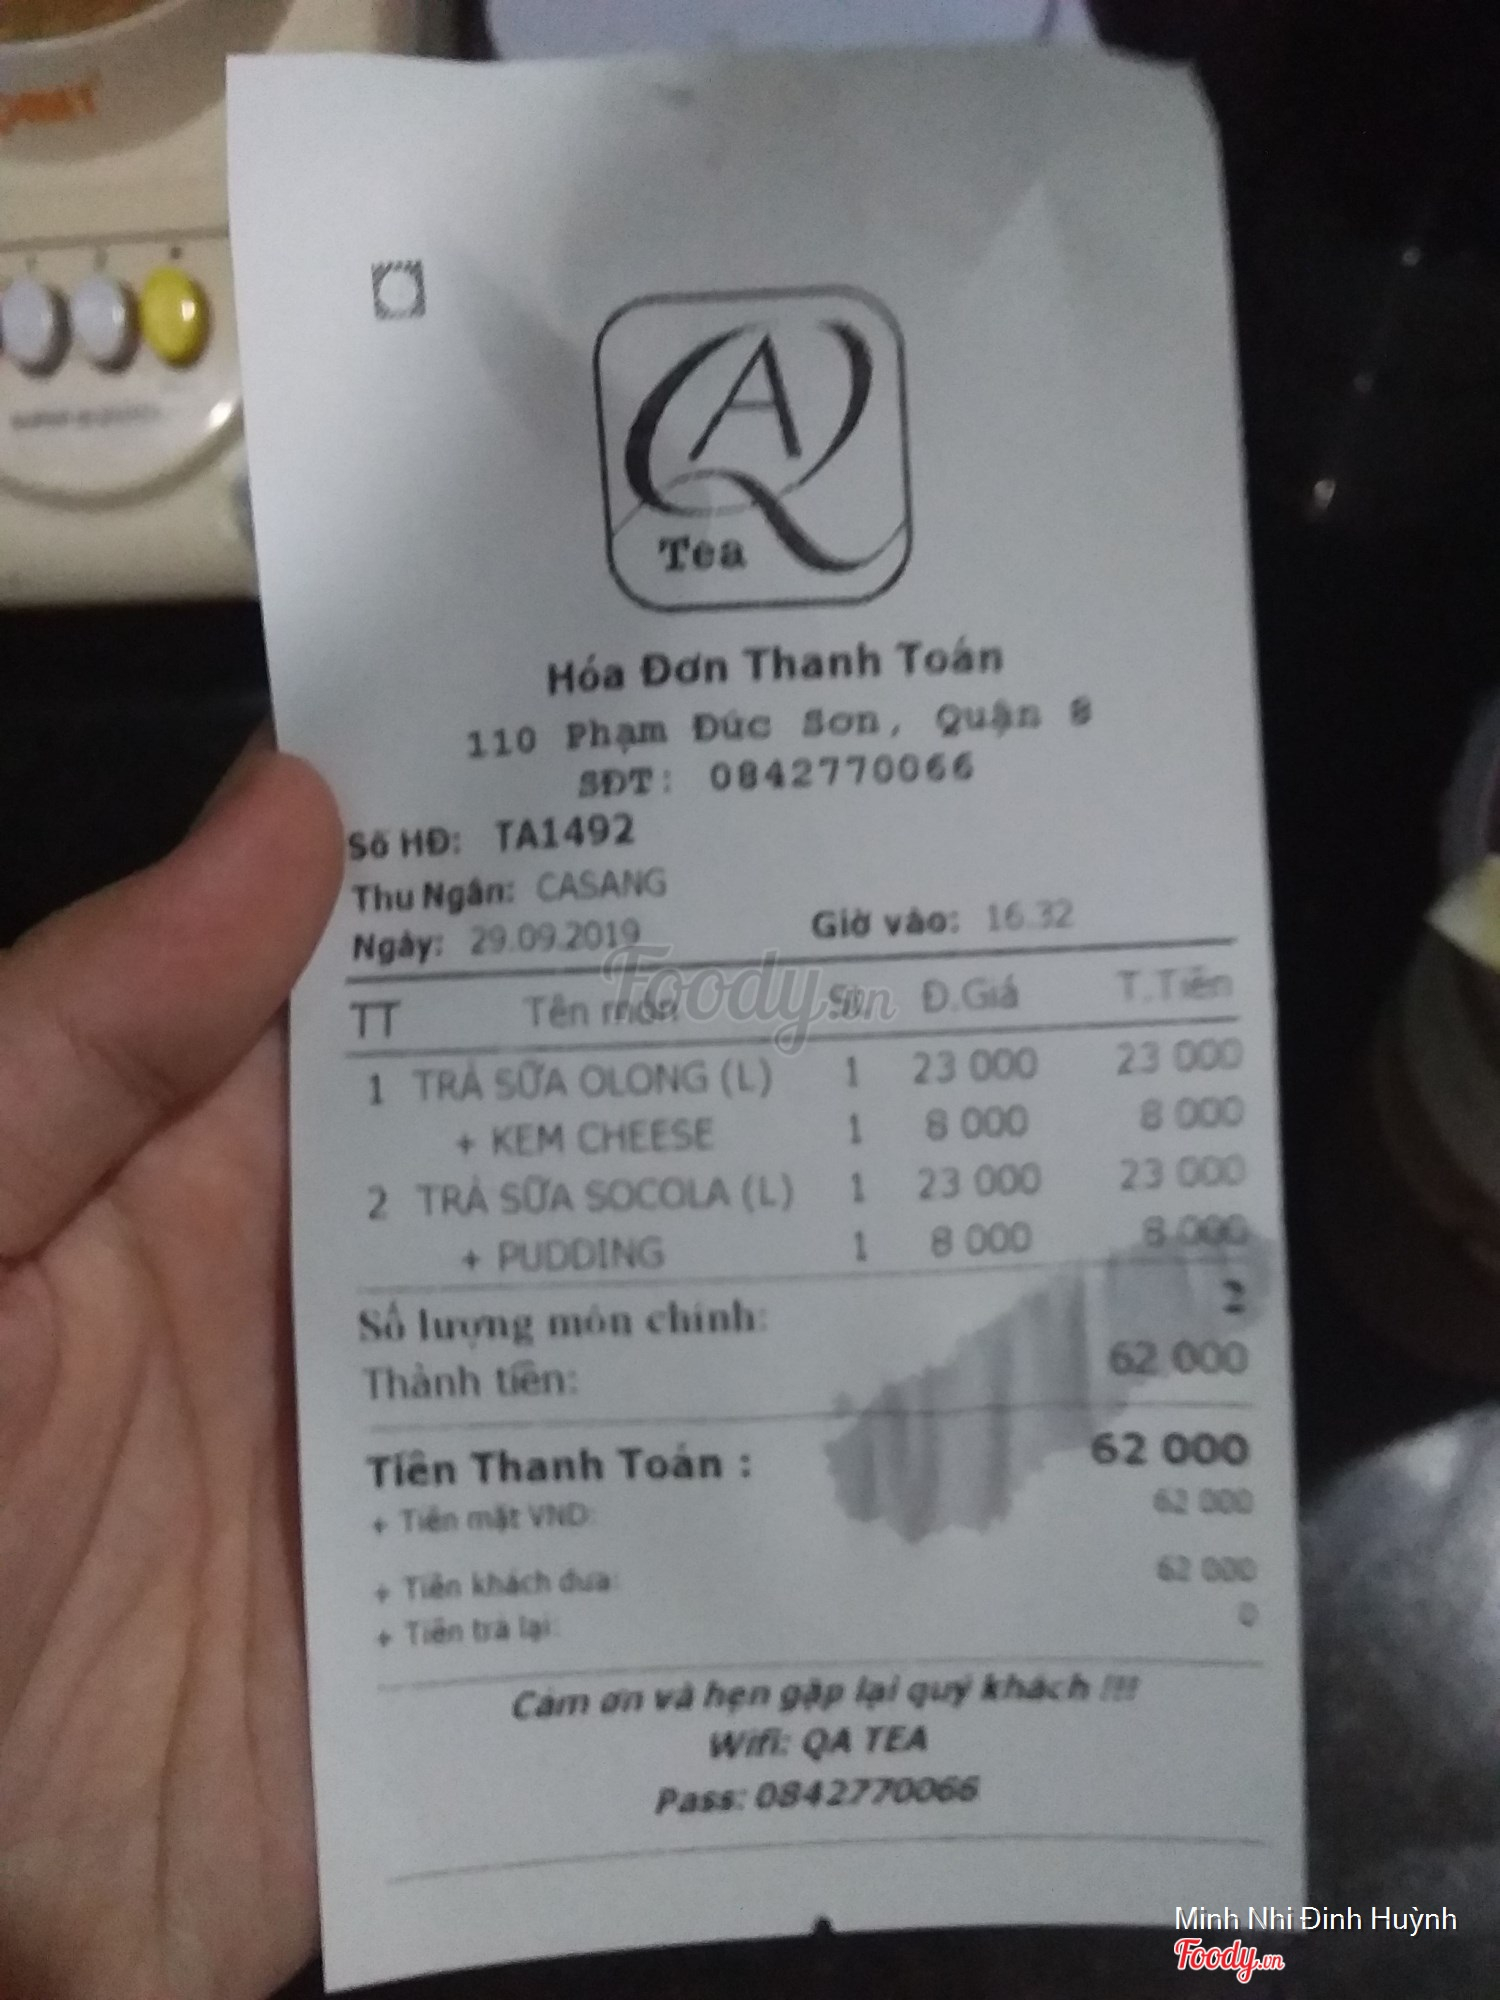 QA
Tea
Hóa Đơn Thanh Toán
110 Phạm Đức Sơn, Quận 8
SĐT: 0842770066
Số HĐ: TA1492
Thu Ngân: CASANG
Ngày: 29.09.2019 Giờ vào: 16.32
TT Tên món SL Đ.Giá T.Tiền
1 TRÀ SỮA OLONG (L) 1 23 000 23 000
+ KEM CHEESE 1 8 000 8 000
2 TRÀ SỮA SOCOLA (L) 1 23 000 23 000
+ PUDDING 1 8 000 8 000
Số lượng món chính: 2
Thành tiền: 62 000
Tiền Thanh Toán : 62 000
+ Tiền mặt VND: 62 000
+ Tiền khách đưa: 62 000
+ Tiền trả lại: 0
Cảm ơn và hẹn gặp lại quý khách !!!
Wifi: QA TEA
Pass: 0842770066
Foody.vn
Minh Nhi Đinh Huỳnh
Foody.vn